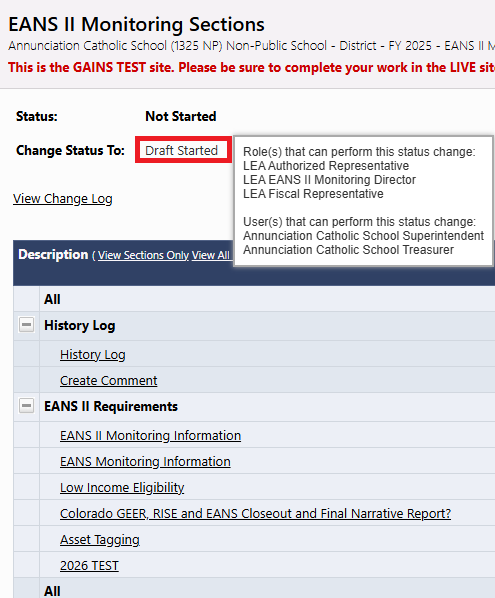 EANS II Monitoring Sections
Annunciation Catholic School (1325 NP) Non-Public School - District - FY 2025 - EANS II M
This is the GAINS TEST site. Please be sure to complete your work in the LIVE sit
Status: Not Started
Change Status To: Draft Started
Role(s) that can perform this status change:
LEA Authorized Representative
LEA EANS II Monitoring Director
LEA Fiscal Representative
User(s) that can perform this status change:
Annunciation Catholic School Superintendent
Annunciation Catholic School Treasurer
View Change Log
Description ( View Sections Only View All
All
History Log
History Log
Create Comment
EANS II Requirements
EANS II Monitoring Information
EANS Monitoring Information
Low Income Eligibility
Colorado GEER, RISE and EANS Closeout and Final Narrative Report?
Asset Tagging
2026 TEST
All